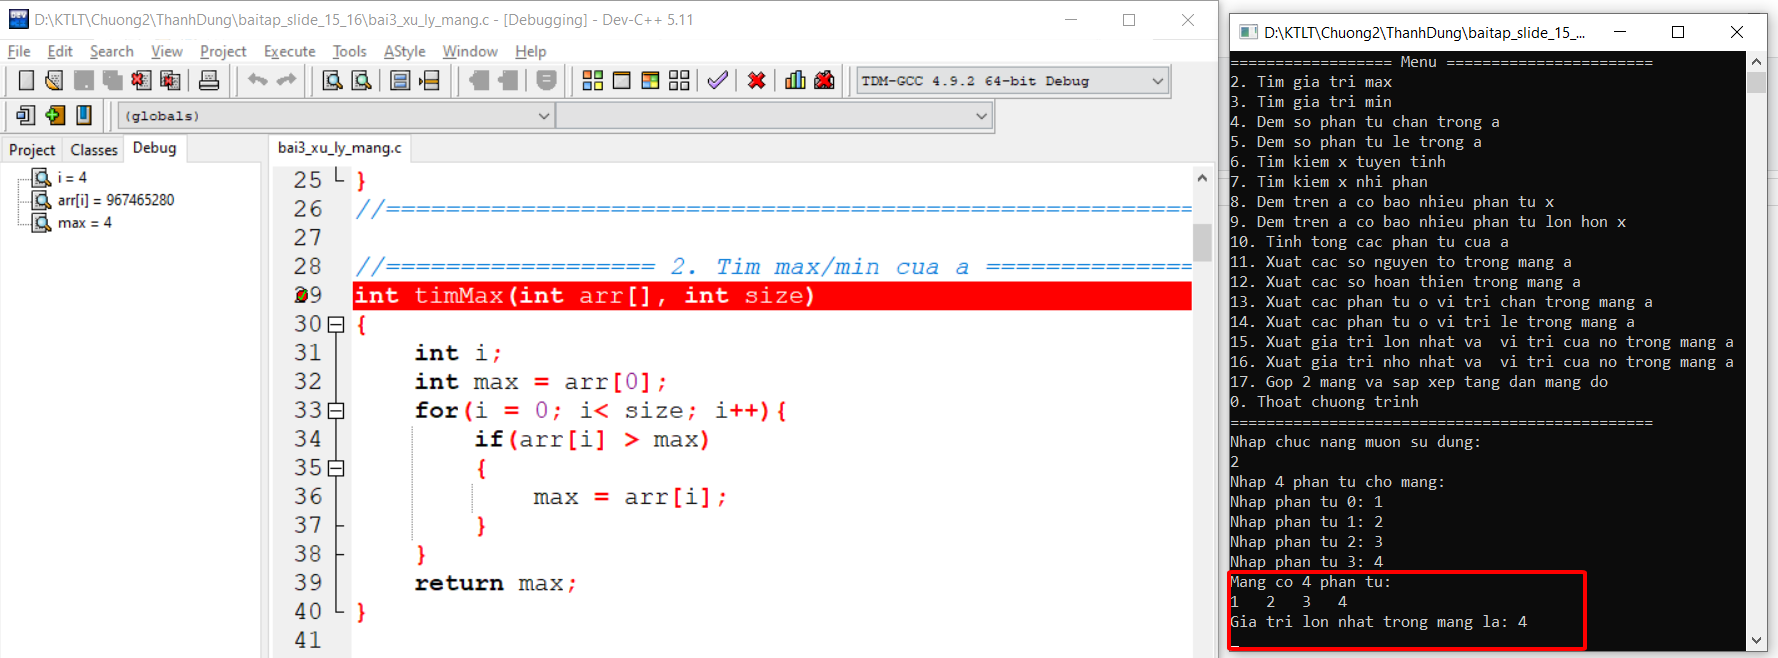 D:\KTLT\Chuong2\ThanhDung\baitap_slide_15_16\bai3_xu_ly_mang.c - [Debugging] - Dev-C++ 5.11
File Edit Search View Project Execute Tools AStyle Window Help
TDM-GCC 4.9.2 64-bit Debug
(globals)
Project Classes Debug
i = 4
arr[i] = 967465280
max = 4
bai3_xu_ly_mang.c
25 }
26 //======================================================
27
28 //================== 2. Tim max/min cua a ==============
29 int timMax(int arr[], int size)
30 {
31 int i;
32 int max = arr[0];
33 for(i = 0; i< size; i++){
34 if(arr[i] > max)
35 {
36 max = arr[i];
37 }
38 }
39 return max;
40 }
41
D:\KTLT\Chuong2\ThanhDung\baitap_slide_15_...
================== Menu =======================
2. Tim gia tri max
3. Tim gia tri min
4. Dem so phan tu chan trong a
5. Dem so phan tu le trong a
6. Tim kiem x tuyen tinh
7. Tim kiem x nhi phan
8. Dem tren a co bao nhieu phan tu x
9. Dem tren a co bao nhieu phan tu lon hon x
10. Tinh tong cac phan tu cua a
11. Xuat cac so nguyen to trong mang a
12. Xuat cac so hoan thien trong mang a
13. Xuat cac phan tu o vi tri chan trong mang a
14. Xuat cac phan tu o vi tri le trong mang a
15. Xuat gia tri lon nhat va  vi tri cua no trong mang a
16. Xuat gia tri nho nhat va  vi tri cua no trong mang a
17. Gop 2 mang va sap xep tang dan mang do
0. Thoat chuong trinh
===============================================
Nhap chuc nang muon su dung:
2
Nhap 4 phan tu cho mang:
Nhap phan tu 0: 1
Nhap phan tu 1: 2
Nhap phan tu 2: 3
Nhap phan tu 3: 4
Mang co 4 phan tu:
1   2   3   4
Gia tri lon nhat trong mang la: 4